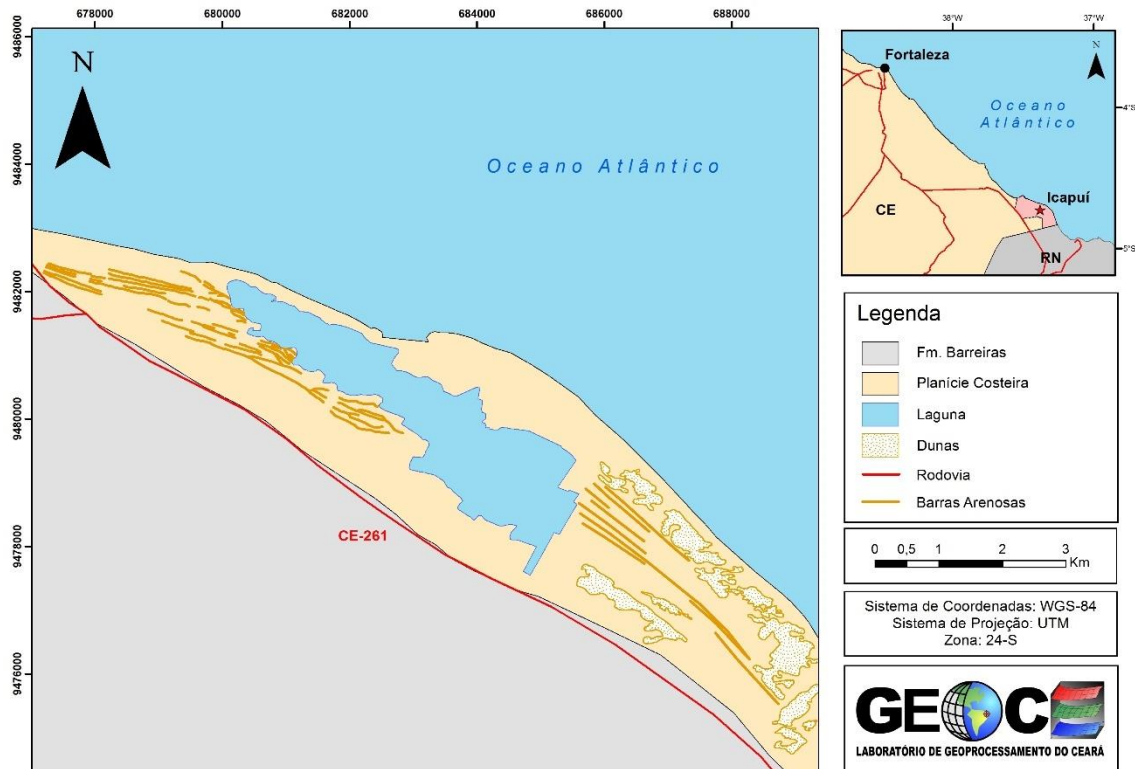 678000 680000 682000 684000 686000 688000
9486000
9484000
9482000
9480000
9478000
9476000
N
Oceano Atlântico
CE-261
38°W 37°W
4°S
5°S
Fortaleza
N
Oceano
Atlântico
Icapuí
CE
RN
Legenda
Fm. Barreiras
Planície Costeira
Laguna
Dunas
Rodovia
Barras Arenosas
0 0,5 1 2 3
Km
Sistema de Coordenadas: WGS-84
Sistema de Projeção: UTM
Zona: 24-S
GEOCE
LABORATÓRIO DE GEOPROCESSAMENTO DO CEARÁ